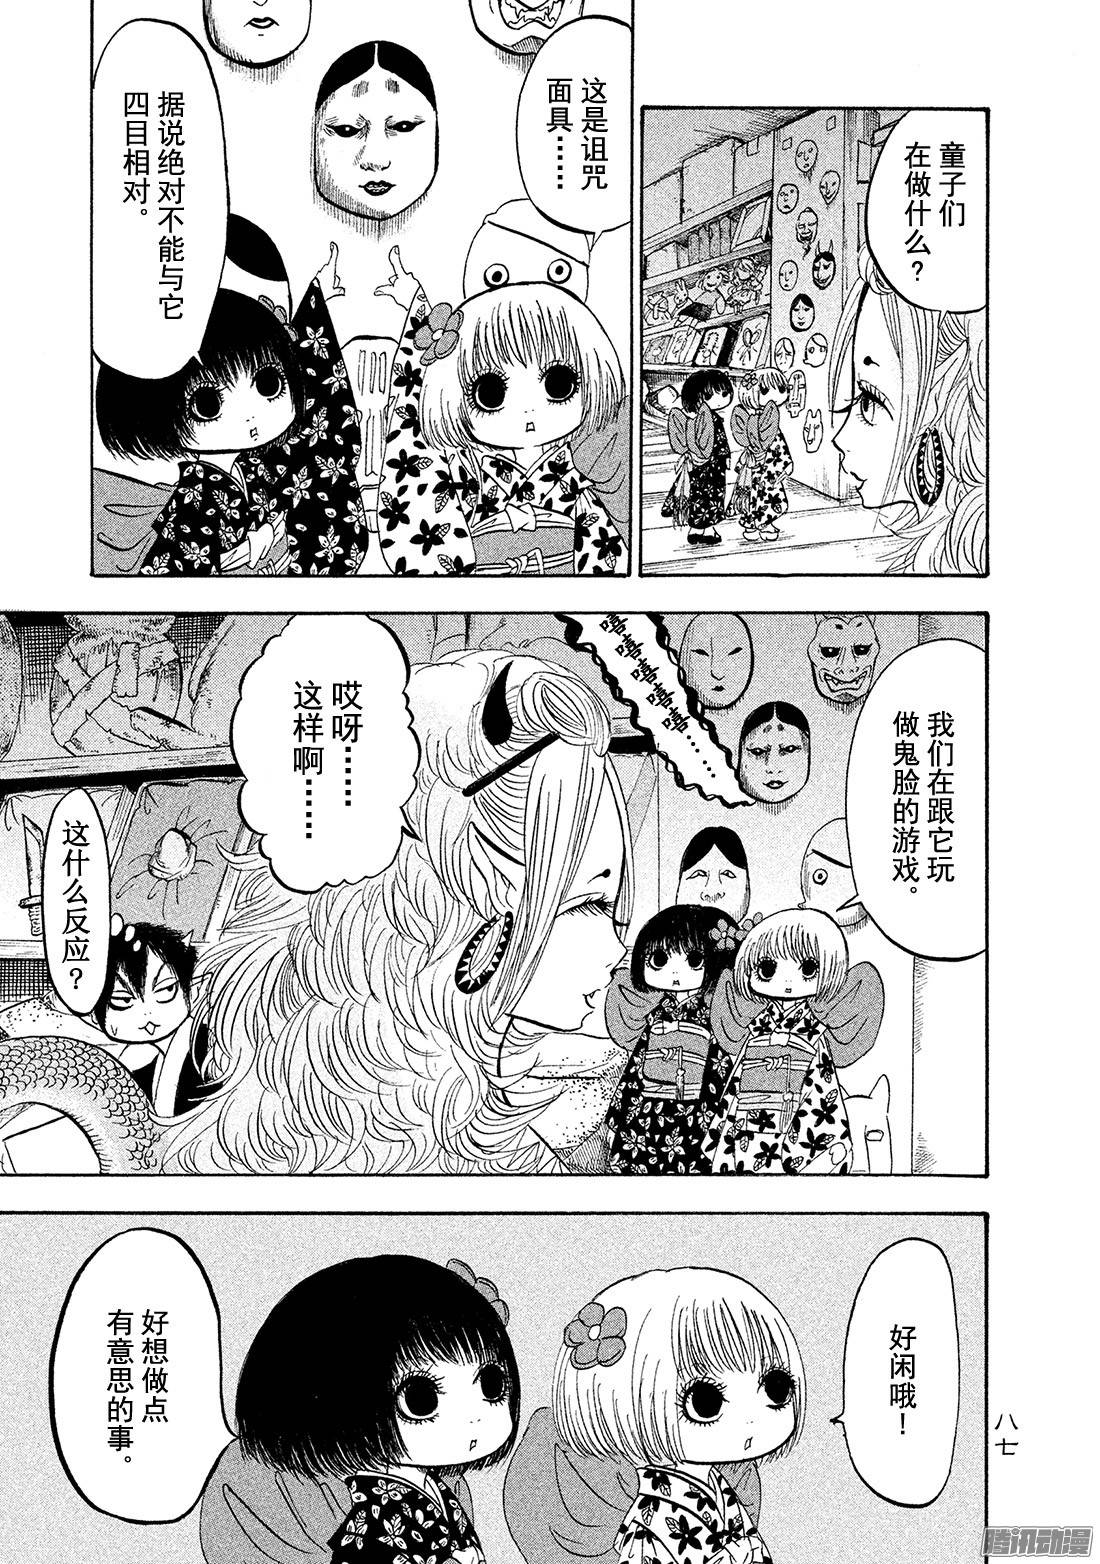 童子们
在做什么？
这是诅咒
面具……
据说绝对不能与它
四目相对。
我们在跟它玩
做鬼脸的游戏。
嘻嘻嘻嘻嘻……
哎呀……
这样啊……
这什么反应？
好闲哦！
好想做点
有意思的事。
八七
腾讯动漫